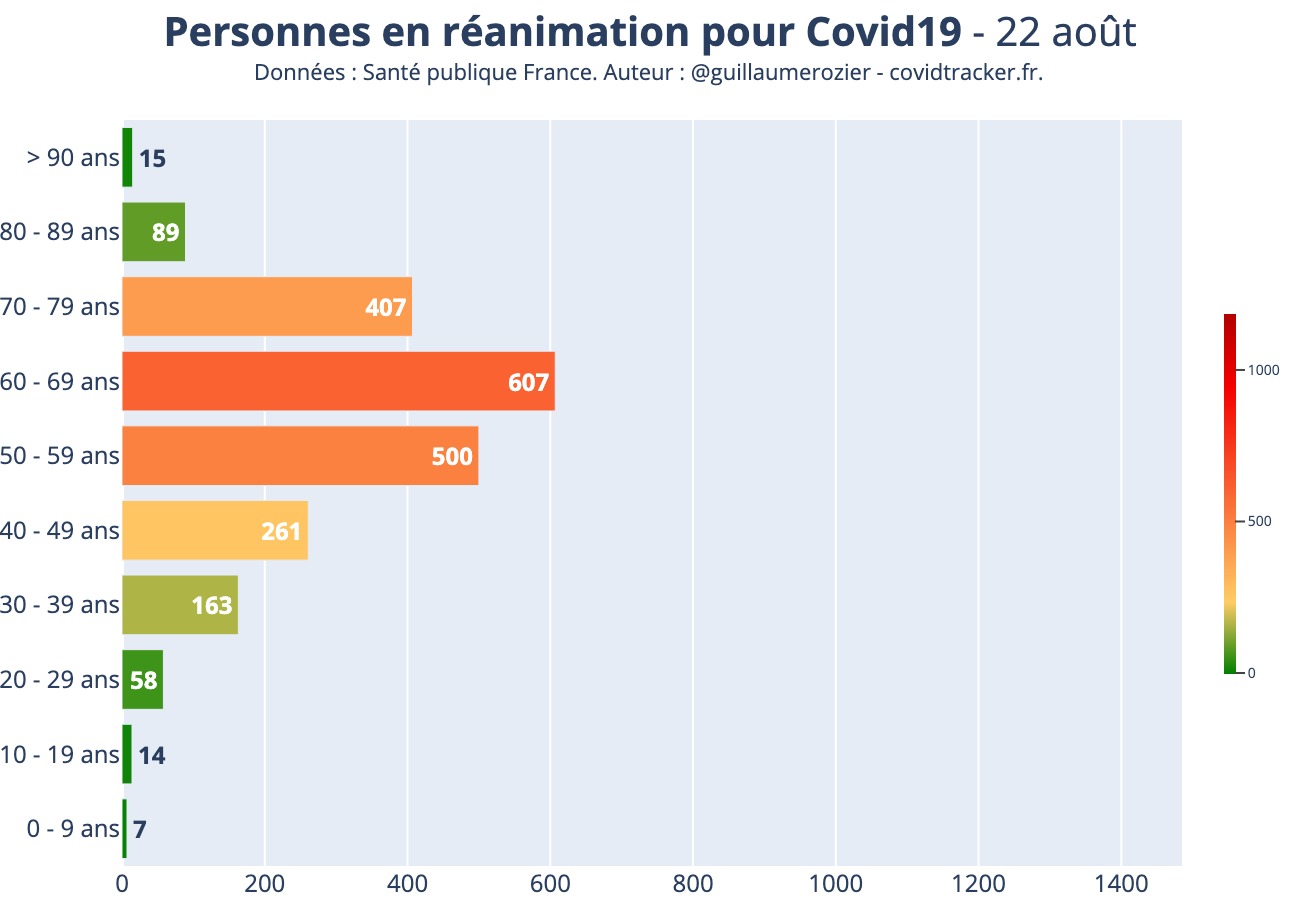 Personnes en réanimation pour Covid19 - 22 août
Données : Santé publique France. Auteur : @guillaumerozier - covidtracker.fr.
> 90 ans 15
80 - 89 ans 89
70 - 79 ans 407
60 - 69 ans 607
50 - 59 ans 500
40 - 49 ans 261
30 - 39 ans 163
20 - 29 ans 58
10 - 19 ans 14
0 - 9 ans 7
0 200 400 600 800 1000 1200 1400
1000
500
0